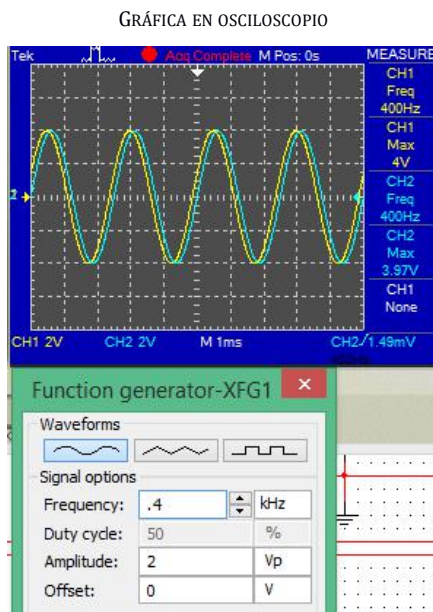 GRÁFICA EN OSCILOSCOPIO
Tek Acq Complete M Pos: 0s MEASURE
CH1
Freq
400Hz
CH1
Max
4V
CH2
Freq
400Hz
CH2
Max
3.97V
CH1
None
CH1 2V CH2 2V M 1ms CH2/1.49mV
Function generator-XFG1
Waveforms
Signal options
Frequency: .4 kHz
Duty cycle: 50 %
Amplitude: 2 Vp
Offset: 0 V